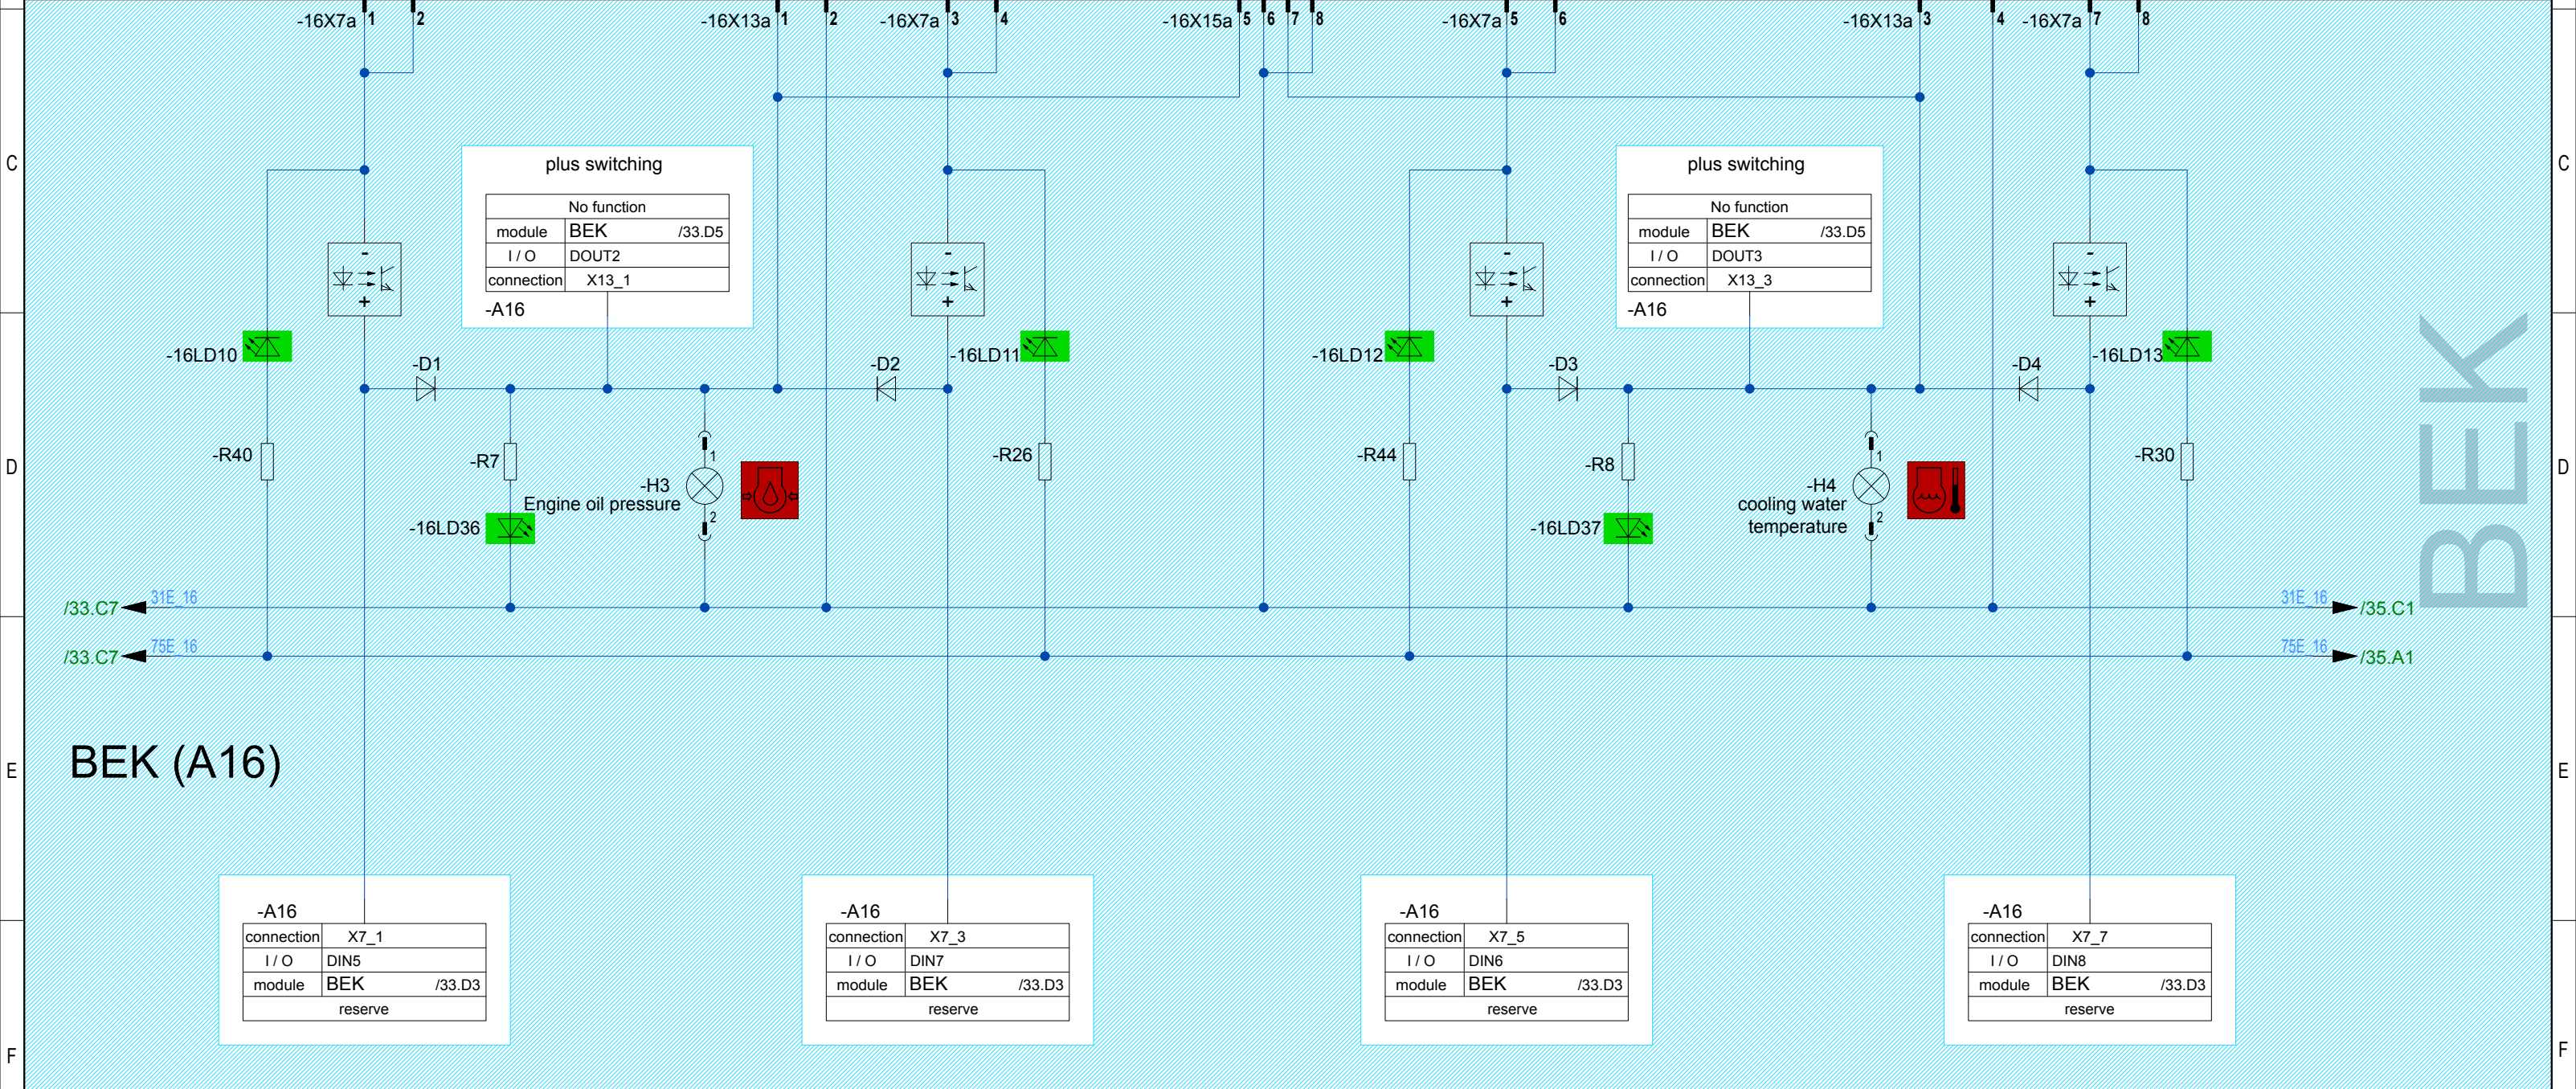 -16X7a 1 2 -16X13a 1 2 -16X7a 3 4 -16X15a 5 6 7 8 -16X7a 5 6 -16X13a 3 4 -16X7a 7 8
C plus switching plus switching C
No function No function
module BEK /33.D5 module BEK /33.D5
I / O DOUT2 I / O DOUT3
connection X13_1 connection X13_3
-A16 -A16
- + - + - + - +
-16LD10 -16LD11 -16LD12 -16LD13
-D1 -D2 -D3 -D4
D -R40 -R7 1 -R26 -R44 -R8 1 -R30 D
-H3 -H4
Engine oil pressure cooling water
temperature
2 2
-16LD36 -16LD37
BEK
/33.C7 31E_16 31E_16 /35.C1
/33.C7 75E_16 75E_16 /35.A1
E BEK (A16) E
-A16 -A16 -A16 -A16
connection X7_1 connection X7_3 connection X7_5 connection X7_7
I / O DIN5 I / O DIN7 I / O DIN6 I / O DIN8
module BEK /33.D3 module BEK /33.D3 module BEK /33.D3 module BEK /33.D3
reserve reserve reserve reserve
F F